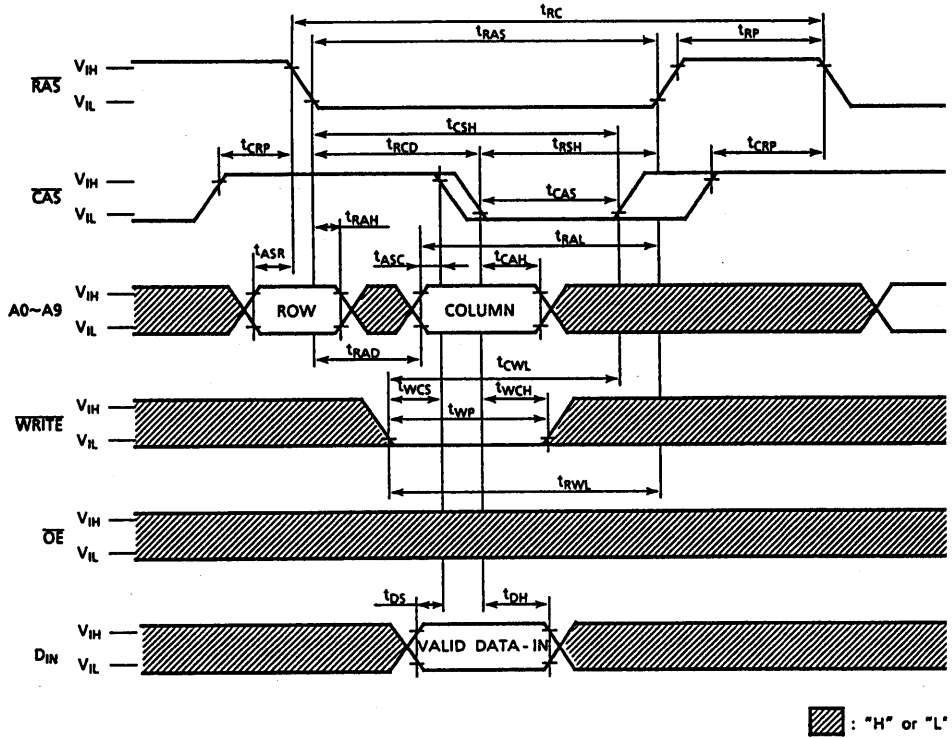 tRC
tRAS
tRP
RAS
VIH
VIL
tCSH
tCRP
tRCD
tRSH
tCRP
CAS
VIH
VIL
tCAS
tRAH
tRAL
tASR
tASC
tCAH
A0~A9
VIH
VIL
ROW
COLUMN
tRAD
tCWL
tWCS
tWCH
tWP
WRITE
VIH
VIL
tRWL
OE
VIH
VIL
tDS
tDH
DIN
VIH
VIL
VALID DATA-IN
: "H" or "L"